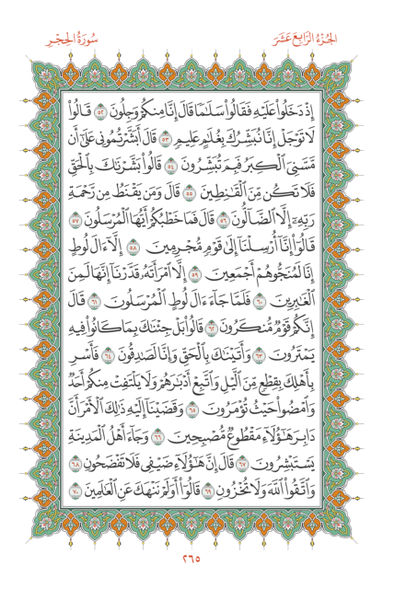 الجُزْءُ الرَّابِعَ عَشَرَ
سُورَةُ الحِجْرِ
إِذْ دَخَلُوا۟ عَلَيْهِ فَقَالُوا۟ سَلَـٰمًا قَالَ إِنَّا مِنكُمْ وَجِلُونَ ٥٢ قَالُوا۟
لَا تَوْجَلْ إِنَّا نُبَشِّرُكَ بِغُلَـٰمٍ عَلِيمٍ ٥٣ قَالَ أَبَشَّرْتُمُونِى عَلَىٰٓ أَن
مَّسَّنِىَ ٱلْكِبَرُ فَبِمَ تُبَشِّرُونَ ٥٤ قَالُوا۟ بَشَّرْنَـٰكَ بِٱلْحَقِّ
فَلَا تَكُن مِّنَ ٱلْقَـٰنِطِينَ ٥٥ قَالَ وَمَن يَقْنَطُ مِن رَّحْمَةِ
رَبِّهِۦٓ إِلَّا ٱلضَّآلُّونَ ٥٦ قَالَ فَمَا خَطْبُكُمْ أَيُّهَا ٱلْمُرْسَلُونَ ٥٧
قَالُوٓا۟ إِنَّآ أُرْسِلْنَآ إِلَىٰ قَوْمٍ مُّجْرِمِينَ ٥٨ إِلَّآ ءَالَ لُوطٍ
إِنَّا لَمُنَجُّوهُمْ أَجْمَعِينَ ٥٩ إِلَّا ٱمْرَأَتَهُۥ قَدَّرْنَآ إِنَّهَا لَمِنَ
ٱلْغَـٰبِرِينَ ٦٠ فَلَمَّا جَآءَ ءَالَ لُوطٍ ٱلْمُرْسَلُونَ ٦١ قَالَ
إِنَّكُمْ قَوْمٌ مُّنكَرُونَ ٦٢ قَالُوا۟ بَلْ جِئْنَـٰكَ بِمَا كَانُوا۟ فِيهِ
يَمْتَرُونَ ٦٣ وَأَتَيْنَـٰكَ بِٱلْحَقِّ وَإِنَّا لَصَـٰدِقُونَ ٦٤ فَأَسْرِ
بِأَهْلِكَ بِقِطْعٍ مِّنَ ٱلَّيْلِ وَٱتَّبِعْ أَدْبَـٰرَهُمْ وَلَا يَلْتَفِتْ مِنكُمْ أَحَدٌ
وَٱمْضُوا۟ حَيْثُ تُؤْمَرُونَ ٦٥ وَقَضَيْنَآ إِلَيْهِ ذَٰلِكَ ٱلْأَمْرَ أَنَّ
دَابِرَ هَـٰٓؤُلَآءِ مَقْطُوعٌ مُّصْبِحِينَ ٦٦ وَجَآءَ أَهْلُ ٱلْمَدِينَةِ
يَسْتَبْشِرُونَ ٦٧ قَالَ إِنَّ هَـٰٓؤُلَآءِ ضَيْفِى فَلَا تَفْضَحُونِ ٦٨
وَٱتَّقُوا۟ ٱللَّهَ وَلَا تُخْزُونِ ٦٩ قَالُوٓا۟ أَوَلَمْ نَنْهَكَ عَنِ ٱلْعَـٰلَمِينَ ٧٠
٢٦٥